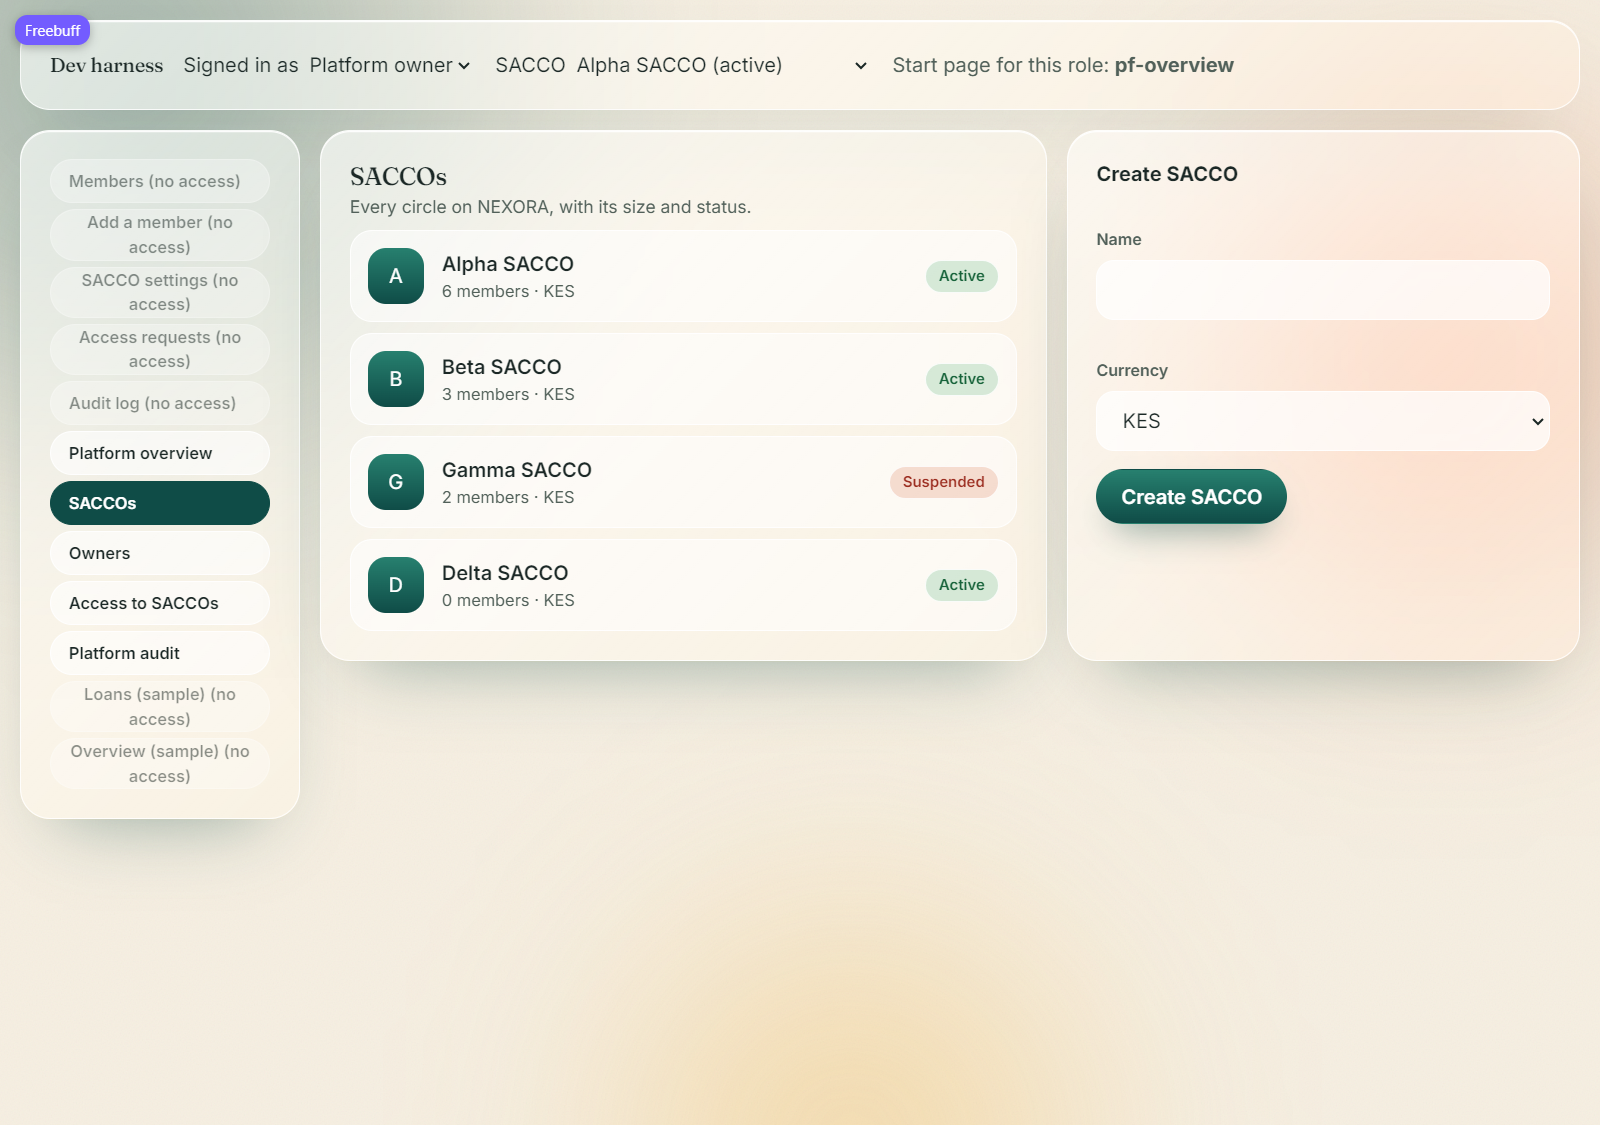 Freebuff
Dev harness Signed in as Platform owner SACCO Alpha SACCO (active) Start page for this role: pf-overview
Members (no access)
Add a member (no
access)
SACCO settings (no
access)
Access requests (no
access)
Audit log (no access)
Platform overview
SACCOs
Owners
Access to SACCOs
Platform audit
Loans (sample) (no
access)
Overview (sample) (no
access)
SACCOs
Every circle on NEXORA, with its size and status.
A
Alpha SACCO
6 members · KES
Active
B
Beta SACCO
3 members · KES
Active
G
Gamma SACCO
2 members · KES
Suspended
D
Delta SACCO
0 members · KES
Active
Create SACCO
Name
Currency
KES
Create SACCO